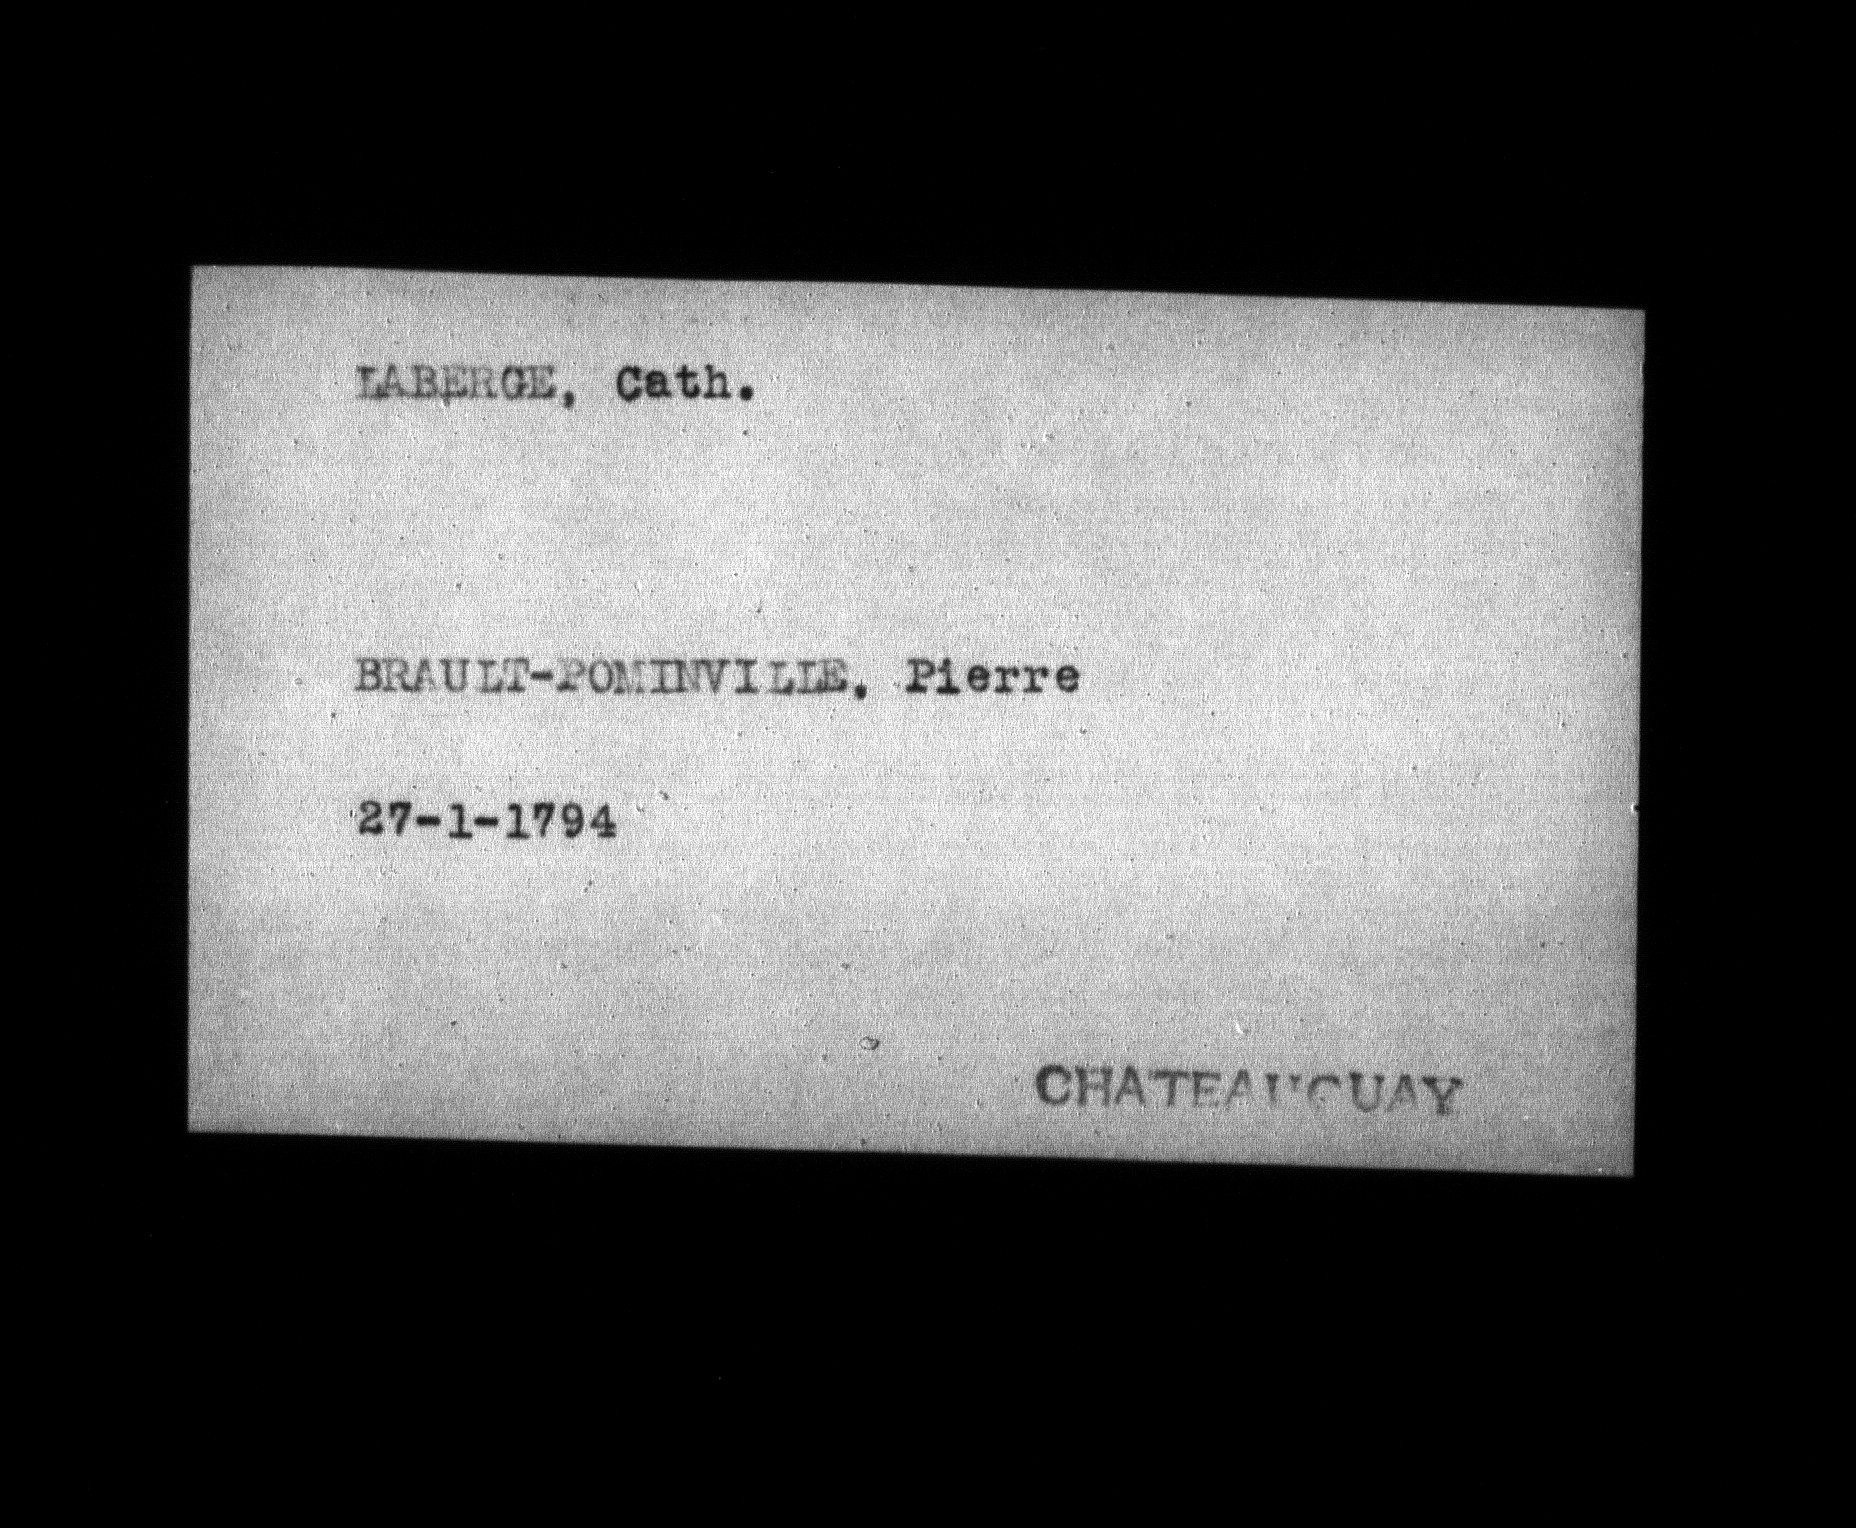 LABERGE, Cath.
BRAULT-POMINVILLE, Pierre
27-1-1794
CHATEAUGUAY